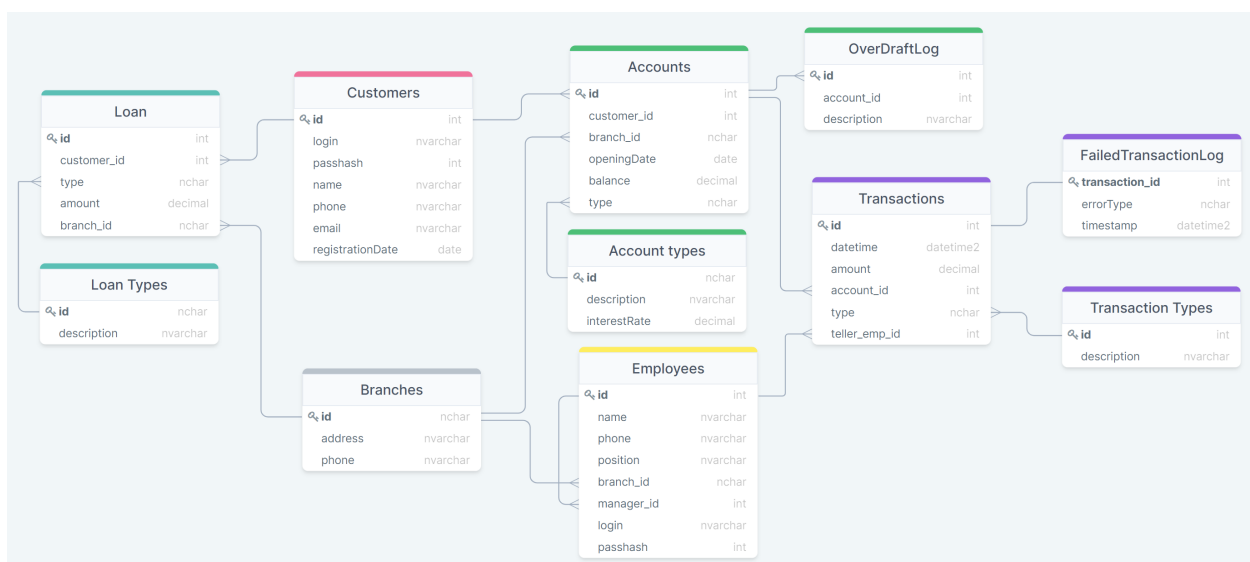 Loan
id int
customer_id int
type nchar
amount decimal
branch_id nchar
Loan Types
id nchar
description nvarchar
Customers
id int
login nvarchar
passhash int
name nvarchar
phone nvarchar
email nvarchar
registrationDate date
Branches
id nchar
address nvarchar
phone nvarchar
Accounts
id int
customer_id int
branch_id nchar
openingDate date
balance decimal
type nchar
Account types
id nchar
description nvarchar
interestRate decimal
Employees
id int
name nvarchar
phone nvarchar
position nvarchar
branch_id nchar
manager_id int
login nvarchar
passhash int
OverDraftLog
id int
account_id int
description nvarchar
Transactions
id int
datetime datetime2
amount decimal
account_id int
type nchar
teller_emp_id int
FailedTransactionLog
transaction_id int
errorType nchar
timestamp datetime2
Transaction Types
id int
description nvarchar